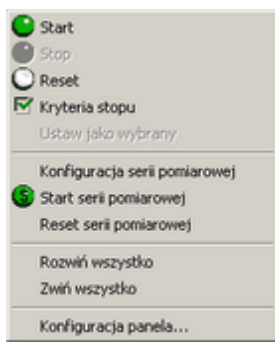 Start
Stop
Reset
Kryteria stopu
Ustaw jako wybrany
Konfiguracja serii pomiarowej
S Start serii pomiarowej
Reset serii pomiarowej
Rozwiń wszystko
Zwiń wszystko
Konfiguracja panela...